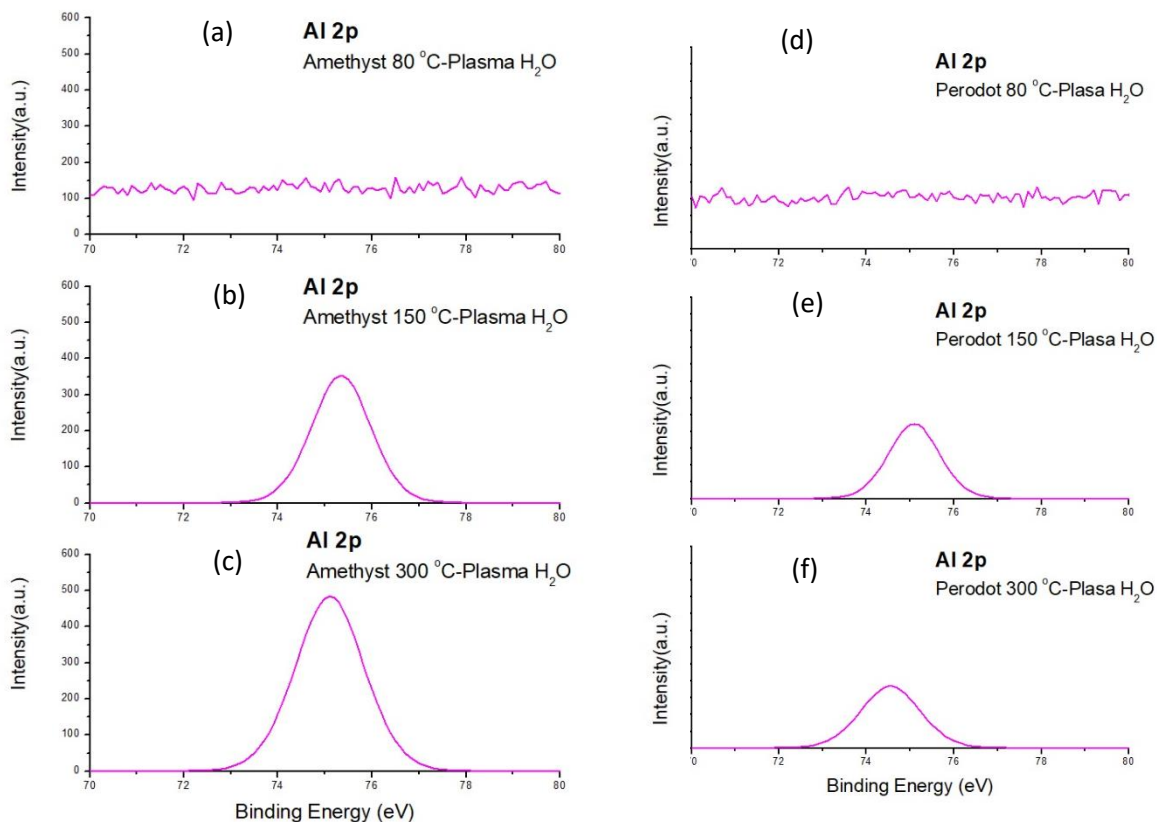 (a)
Al 2p
Amethyst 80 °C-Plasma H₂O
600
500
400
300
200
100
0
Intensity(a.u.)
70 72 74 76 78 80
(b)
Al 2p
Amethyst 150 °C-Plasma H₂O
600
500
400
300
200
100
0
Intensity(a.u.)
70 72 74 76 78 80
(c)
Al 2p
Amethyst 300 °C-Plasma H₂O
600
500
400
300
200
100
0
Intensity(a.u.)
70 72 74 76 78 80
Binding Energy (eV)
(d)
Al 2p
Perodot 80 °C-Plasa H₂O
Intensity(a.u.)
0 72 74 76 78 80
(e)
Al 2p
Perodot 150 °C-Plasa H₂O
Intensity(a.u.)
0 72 74 76 78 80
(f)
Al 2p
Perodot 300 °C-Plasa H₂O
Intensity(a.u.)
0 72 74 76 78 80
Binding Energy (eV)